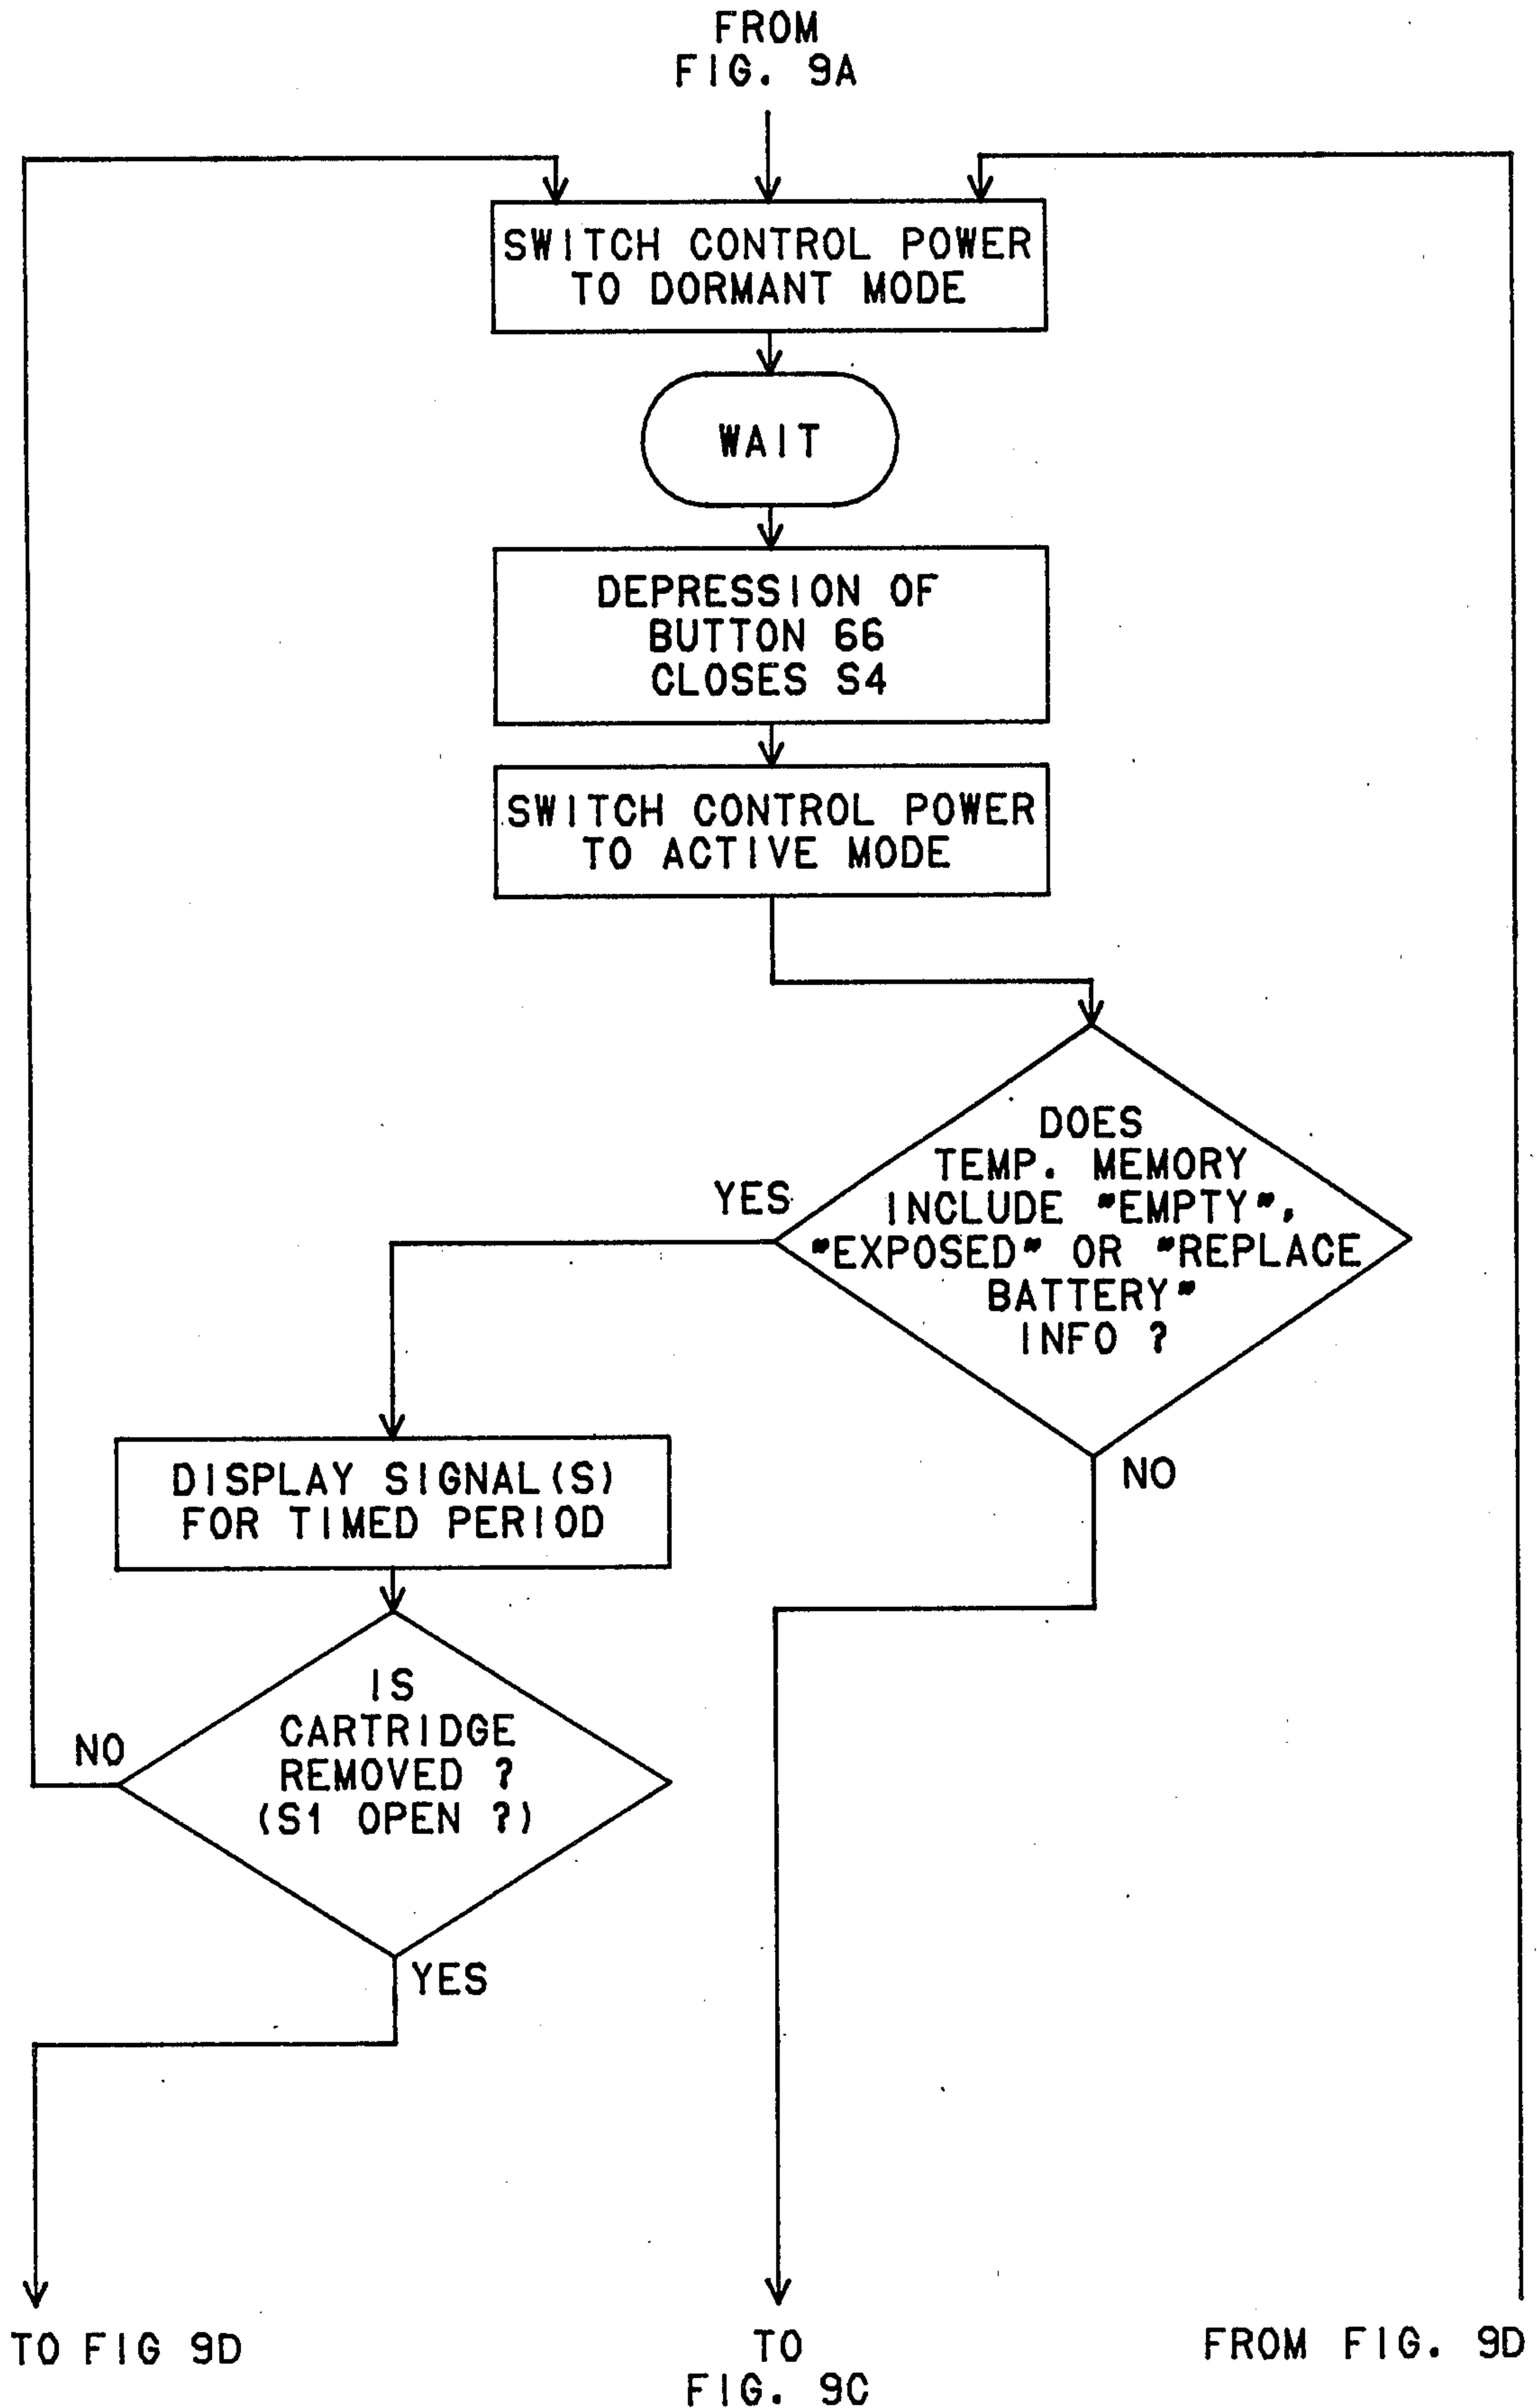 FROM
FIG. 9A
SWITCH CONTROL POWER
TO DORMANT MODE
WAIT
DEPRESSION OF
BUTTON 66
CLOSES S4
SWITCH CONTROL POWER
TO ACTIVE MODE
DOES
TEMP. MEMORY
INCLUDE "EMPTY",
"EXPOSED" OR "REPLACE
BATTERY"
INFO ?
YES
NO
DISPLAY SIGNAL(S)
FOR TIMED PERIOD
IS
CARTRIDGE
REMOVED ?
(S1 OPEN ?)
NO
YES
TO FIG 9D
TO
FIG. 9C
FROM FIG. 9D